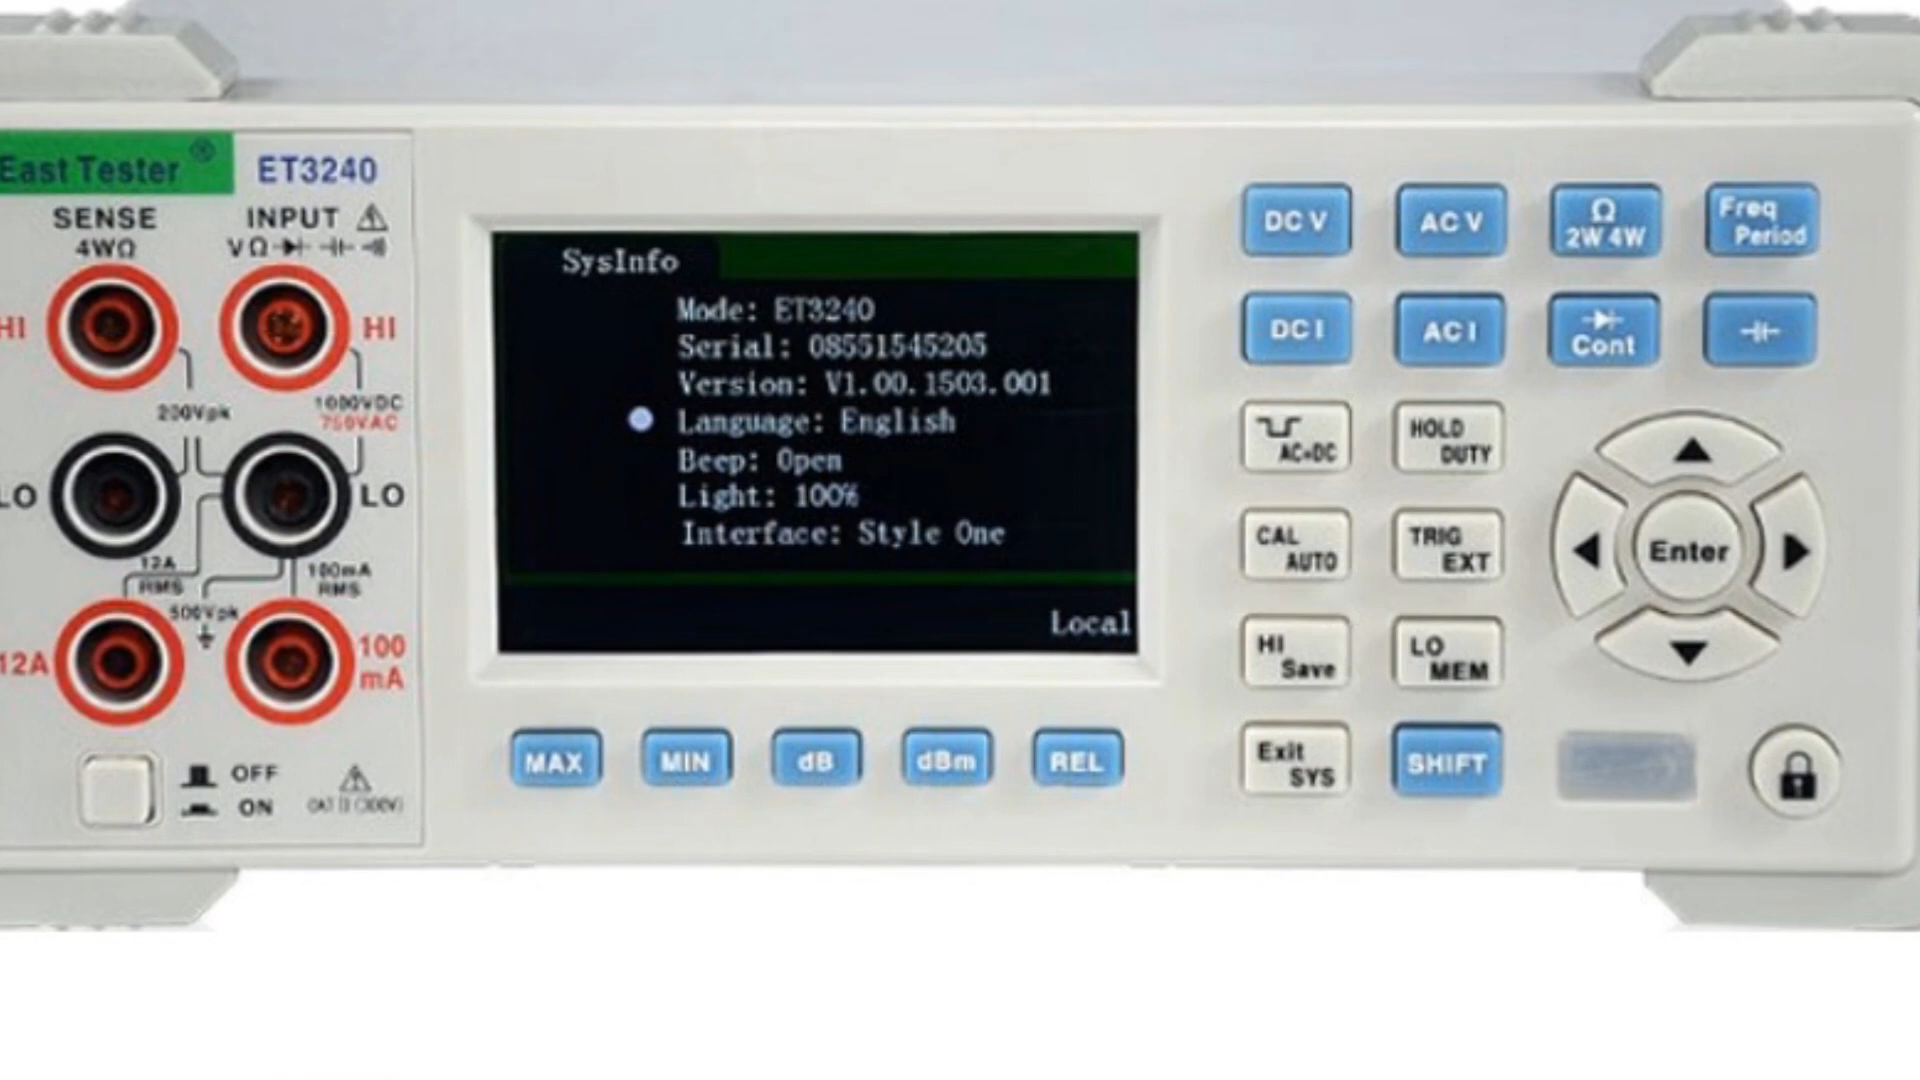 East Tester ®
ET3240
SENSE
4WΩ
INPUT
VΩ
HI
HI
200Vpk
1000VDC
750VAC
LO
LO
12A
RMS
100mA
RMS
500Vpk
12A
100
mA
OFF
ON
SysInfo
Mode: ET3240
Serial: 08551545205
Version: V1.00.1503.001
Language: English
Beep: Open
Light: 100%
Interface: Style One
Local
MAX
MIN
dB
dBm
REL
DC V
AC V
Ω
2W 4W
Freq
Period
DC I
AC I
Cont
AC+DC
HOLD
DUTY
CAL
AUTO
TRIG
EXT
Enter
HI
Save
LO
MEM
Exit
SYS
SHIFT